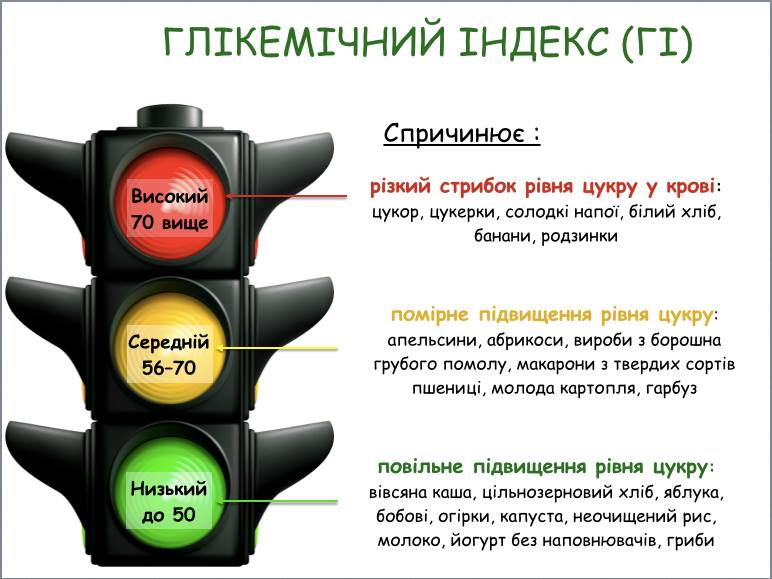 ГЛІКЕМІЧНИЙ ІНДЕКС (ГІ)
Спричинює :
Високий
70 вище
різкий стрибок рівня цукру у крові:
цукор, цукерки, солодкі напої, білий хліб,
банани, родзинки
Середній
56–70
помірне підвищення рівня цукру:
апельсини, абрикоси, вироби з борошна
грубого помолу, макарони з твердих сортів
пшениці, молода картопля, гарбуз
Низький
до 50
повільне підвищення рівня цукру:
вівсяна каша, цільнозерновий хліб, яблука,
бобові, огірки, капуста, неочищений рис,
молоко, йогурт без наповнювачів, гриби